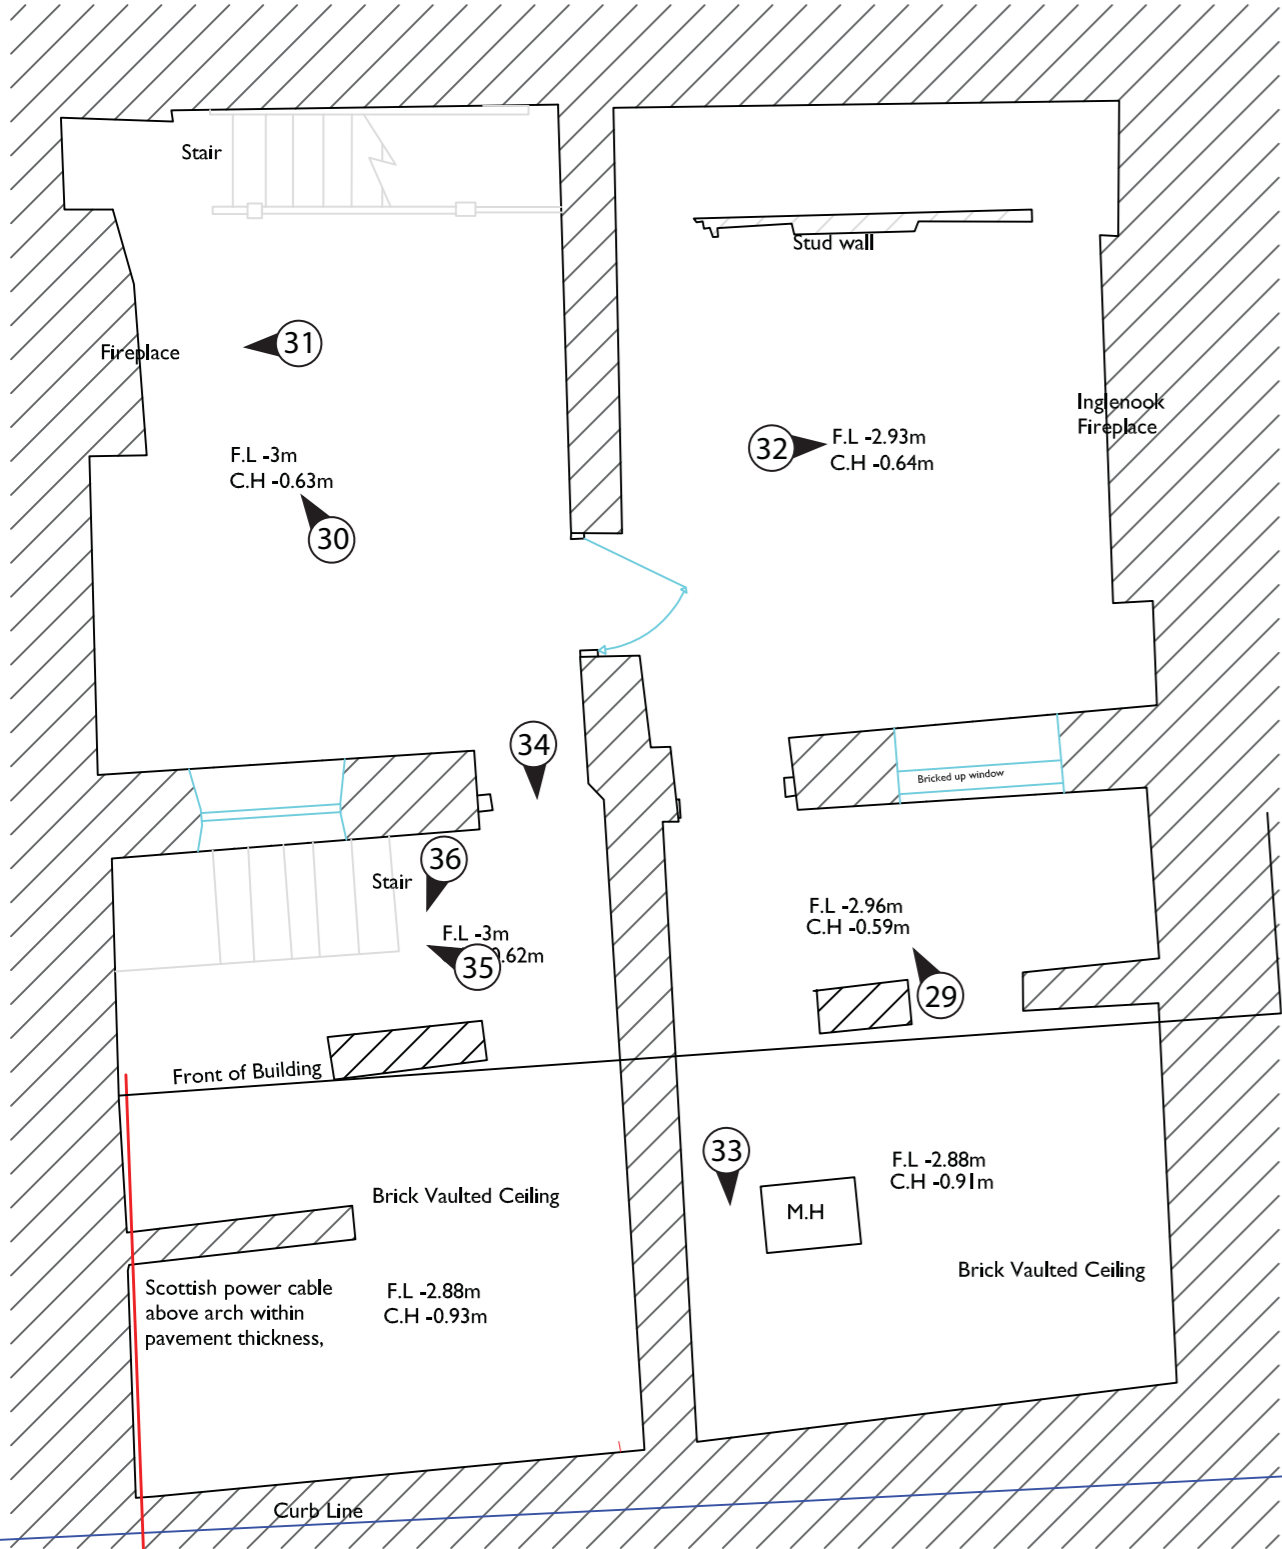 Stair
Stud wall
31
Fireplace
Inglenook
Fireplace
F.L -3m
C.H -0.63m
32
F.L -2.93m
C.H -0.64m
30
34
Bricked up window
36
Stair
F.L -3m
.62m
35
F.L -2.96m
C.H -0.59m
29
Front of Building
33
F.L -2.88m
C.H -0.91m
M.H
Brick Vaulted Ceiling
Brick Vaulted Ceiling
Scottish power cable
above arch within
pavement thickness,
F.L -2.88m
C.H -0.93m
Curb Line